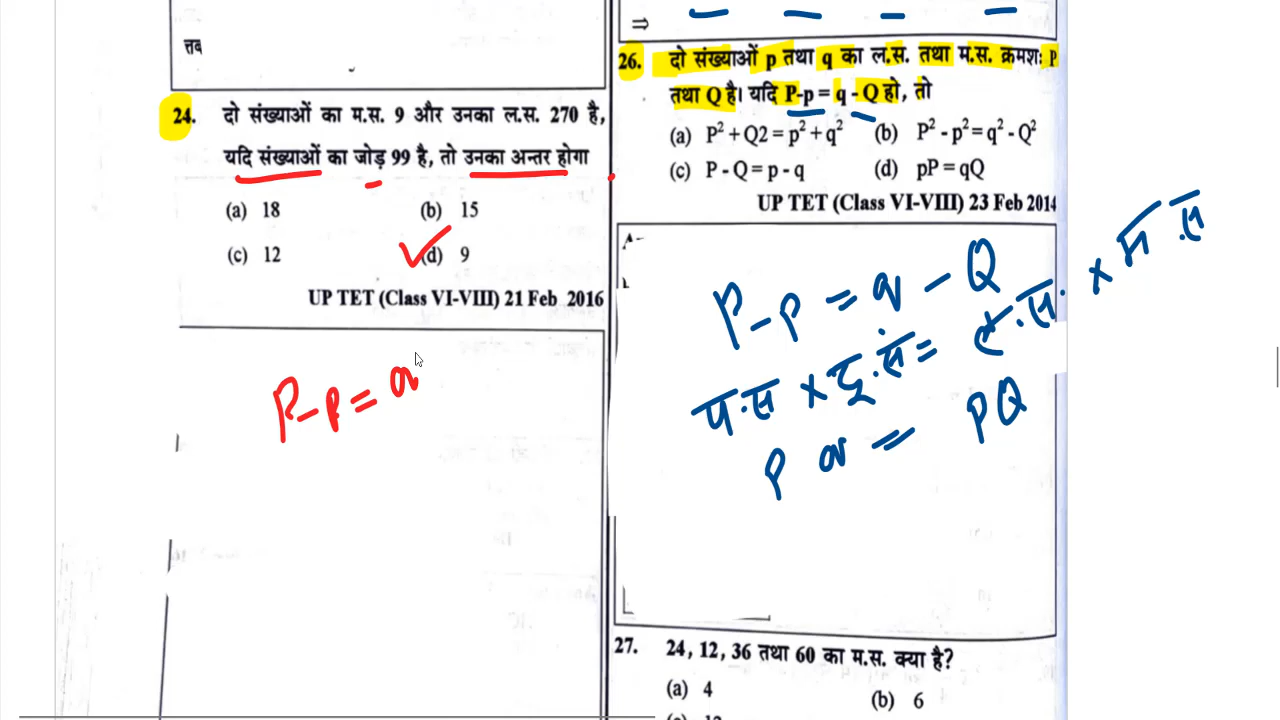 तब
24. दो संख्याओं का म.स. 9 और उनका ल.स. 270 है,
यदि संख्याओं का जोड़ 99 है, तो उनका अन्तर होगा
(a) 18 (b) 15
(c) 12 (d) 9
UP TET (Class VI-VIII) 21 Feb 2016
P-p=q
⇒
26. दो संख्याओं p तथा q का ल.स. तथा म.स. क्रमशः P
तथा Q है। यदि P-p = q - Q हो, तो
(a) P² + Q2 = p² + q² (b) P² - p² = q² - Q²
(c) P - Q = p - q (d) pP = qQ
UP TET (Class VI-VIII) 23 Feb 2014
A-
P-p = q - Q
प.स × दू.स = ल.स. × म.स
p q = PQ
27. 24, 12, 36 तथा 60 का म.स. क्या है?
(a) 4 (b) 6